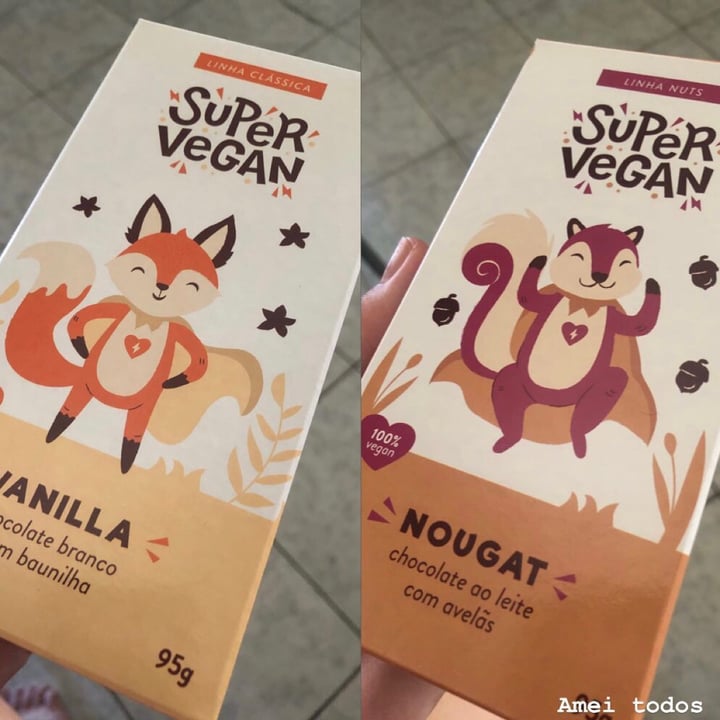 LINHA CLÁSSICA
SUPER
VEGAN
VANILLA
chocolate branco
com baunilha
95g
LINHA NUTS
SUPER
VEGAN
100%
vegan
NOUGAT
chocolate ao leite
com avelãs
Amei todos